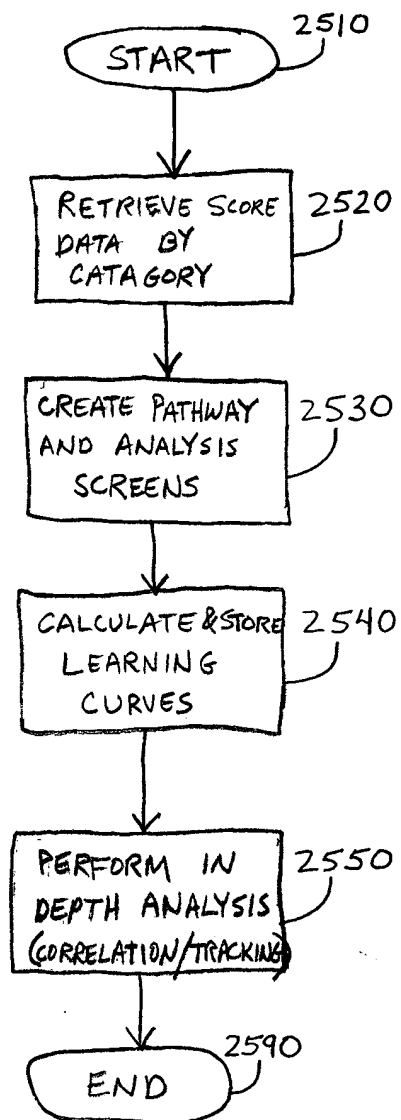 START
2510
RETRIEVE SCORE
DATA BY
CATAGORY
2520
CREATE PATHWAY
AND ANALYSIS
SCREENS
2530
CALCULATE & STORE
LEARNING
CURVES
2540
PERFORM IN
DEPTH ANALYSIS
(CORRELATION/TRACKING)
2550
END
2590